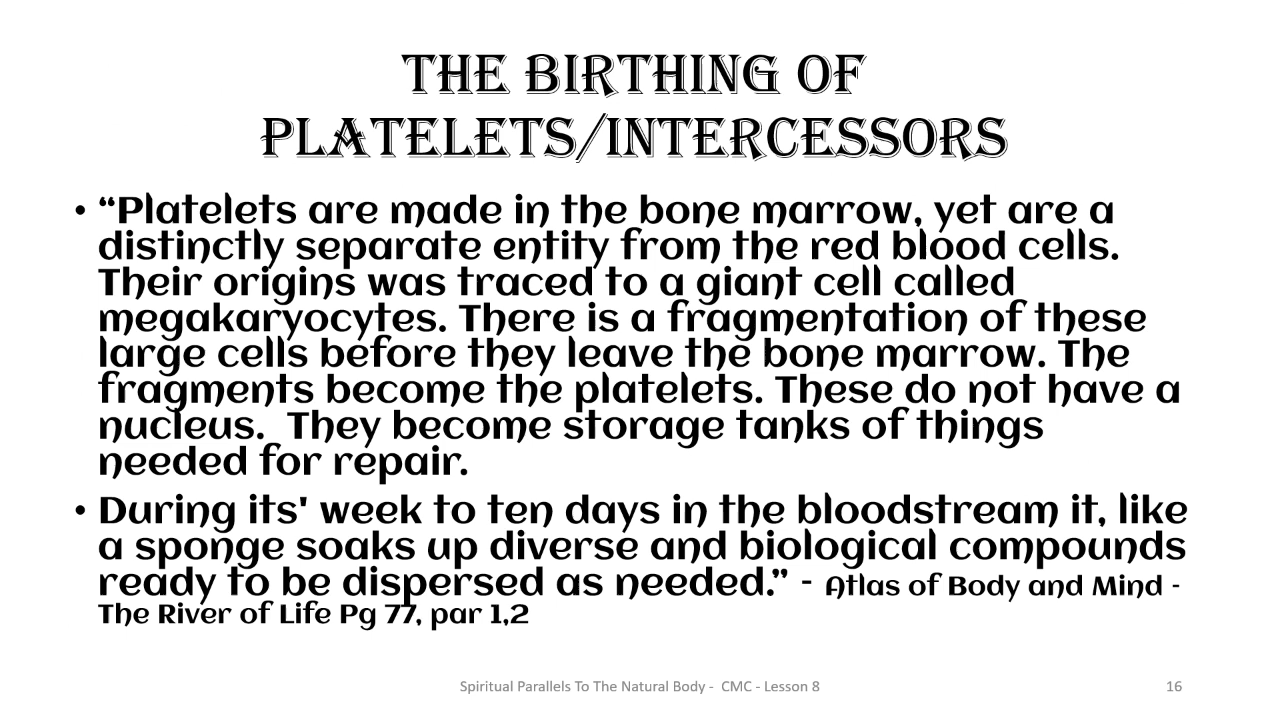 THE BIRTHING OF
PLATELETS/INTERCESSORS
• “Platelets are made in the bone marrow, yet are a
distinctly separate entity from the red blood cells.
Their origins was traced to a giant cell called
megakaryocytes. There is a fragmentation of these
large cells before they leave the bone marrow. The
fragments become the platelets. These do not have a
nucleus.  They become storage tanks of things
needed for repair.
• During its' week to ten days in the bloodstream it, like
a sponge soaks up diverse and biological compounds
ready to be dispersed as needed.” - Atlas of Body and Mind -
The River of Life Pg 77, par 1,2
Spiritual Parallels To The Natural Body -  CMC - Lesson 8
16